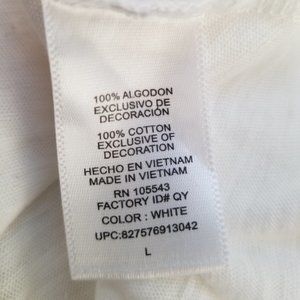 100% ALGODON
EXCLUSIVO DE
DECORACIÓN
100% COTTON
EXCLUSIVE OF
DECORATION
HECHO EN VIETNAM
MADE IN VIETNAM
RN 105543
FACTORY ID# QY
COLOR : WHITE
UPC:827576913042
L